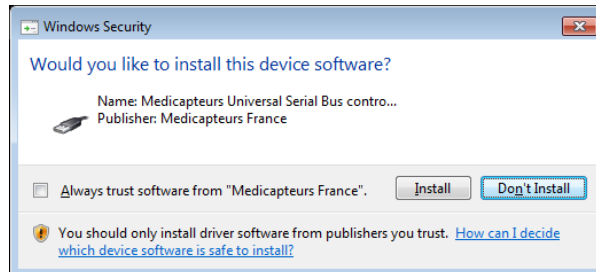 Windows Security
Would you like to install this device software?
Name: Medicapteurs Universal Serial Bus contro...
Publisher: Medicapteurs France
Always trust software from "Medicapteurs France".
Install
Don't Install
You should only install driver software from publishers you trust. How can I decide
which device software is safe to install?